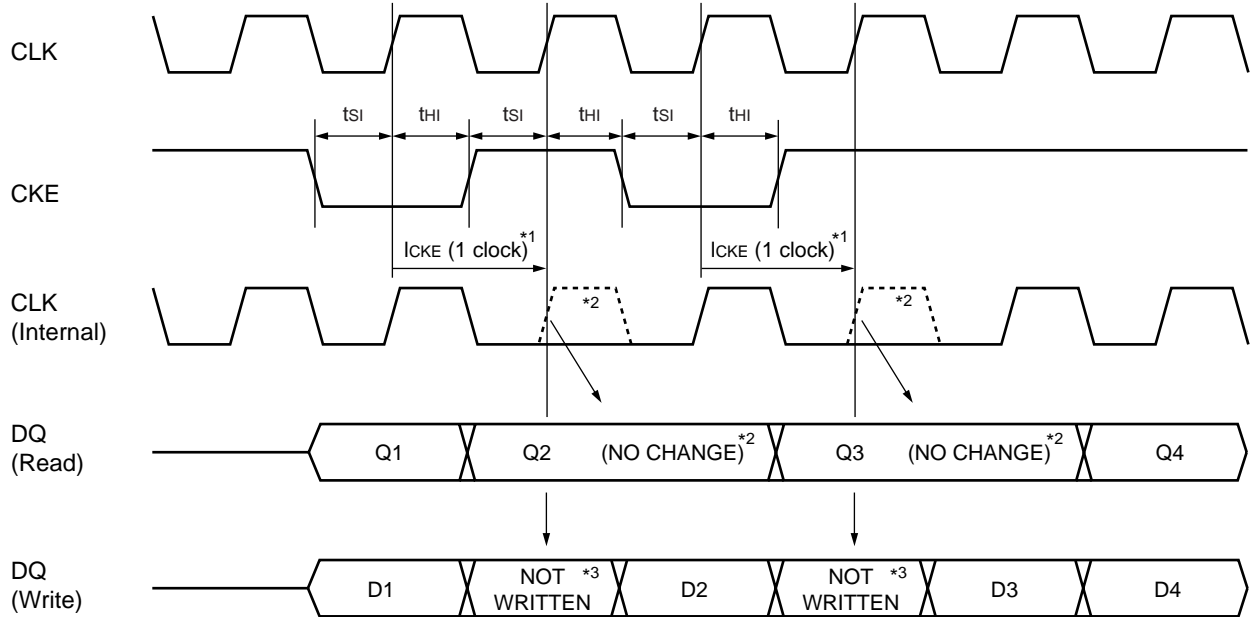 CLK
tSI tHI tSI tHI tSI tHI
CKE
ICKE (1 clock)*1 ICKE (1 clock)*1
CLK
(Internal)
*2 *2
DQ
(Read)
Q1 Q2 (NO CHANGE)*2 Q3 (NO CHANGE)*2 Q4
DQ
(Write)
D1 NOT WRITTEN *3 D2 NOT WRITTEN *3 D3 D4